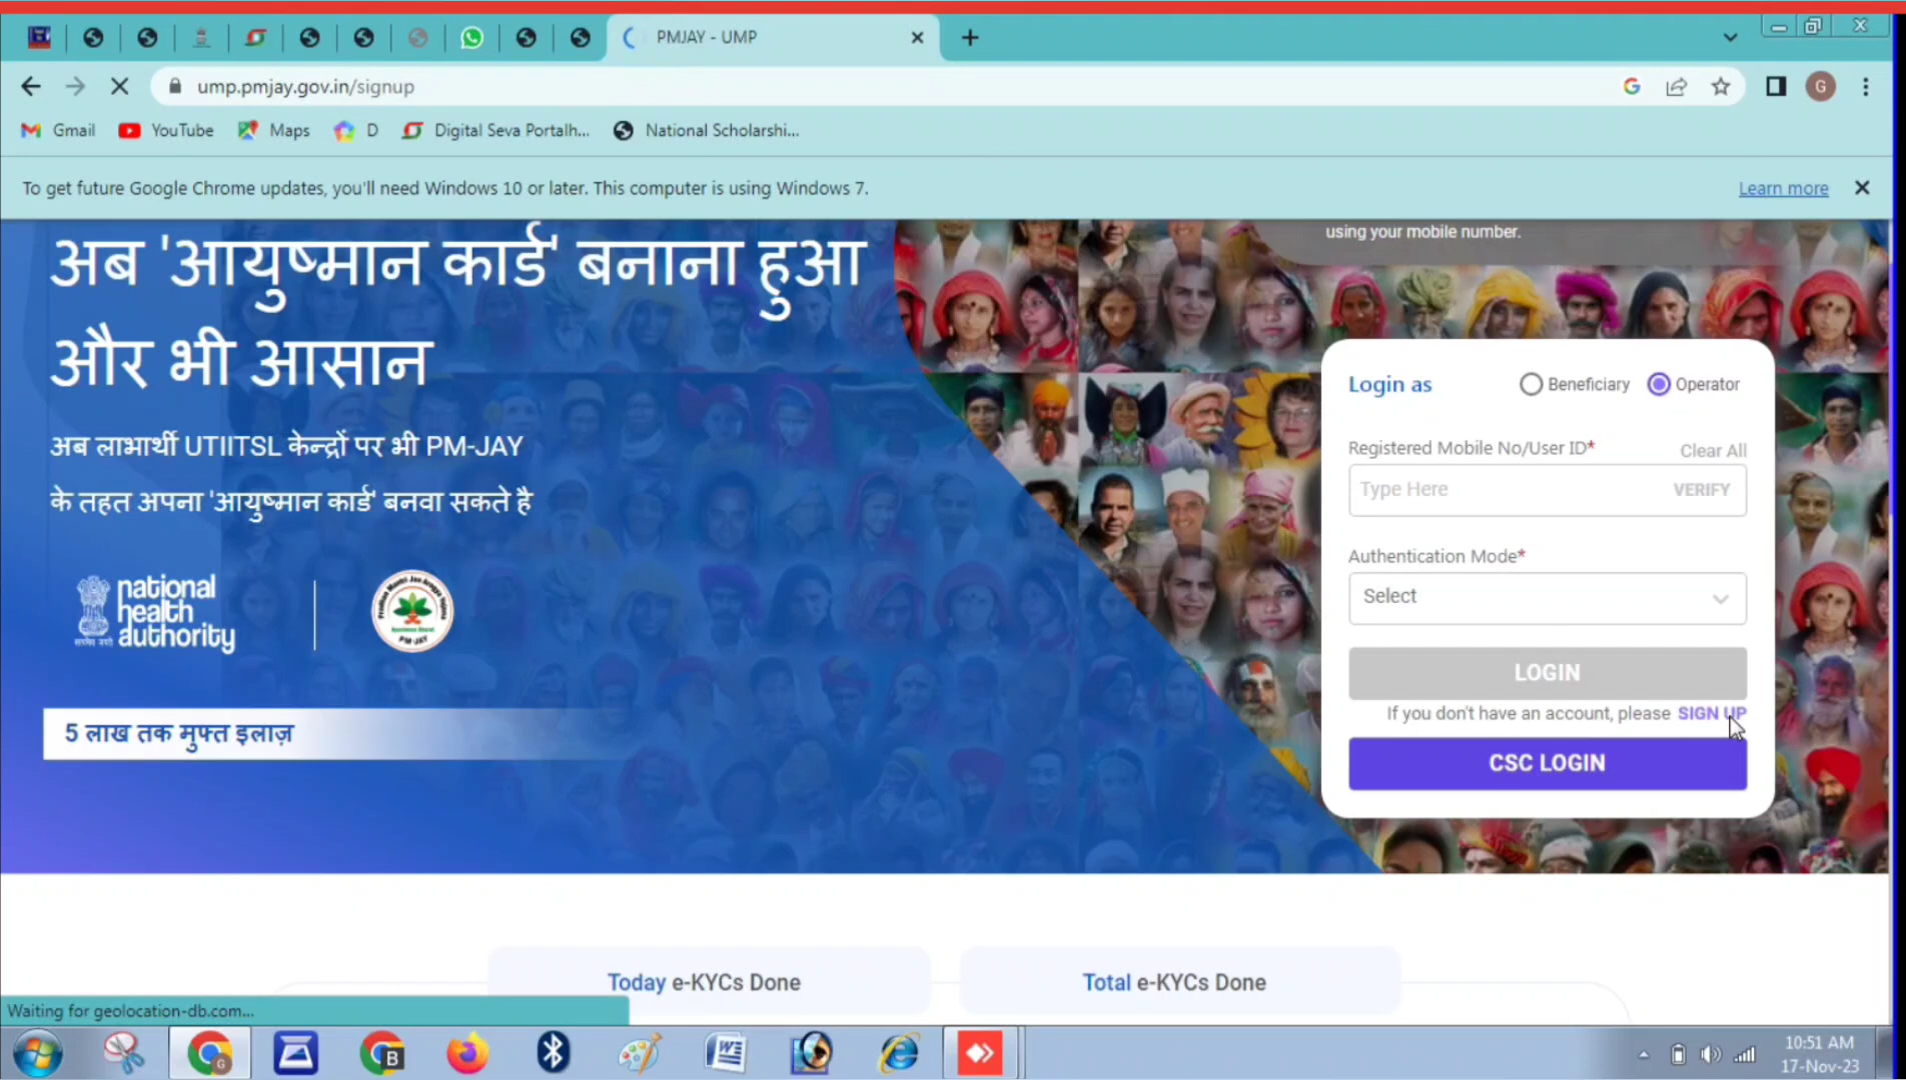 PMJAY - UMP
ump.pmjay.gov.in/signup
G
Gmail
YouTube
Maps
D
Digital Seva Portalh...
National Scholarshi...
To get future Google Chrome updates, you'll need Windows 10 or later. This computer is using Windows 7.
Learn more
अब 'आयुष्मान कार्ड' बनाना हुआ
और भी आसान
अब लाभार्थी UTIITSL केन्द्रों पर भी PM-JAY
के तहत अपना 'आयुष्मान कार्ड' बनवा सकते है
national
health
authority
PM-JAY
5 लाख तक मुफ्त इलाज़
using your mobile number.
Login as
Beneficiary
Operator
Registered Mobile No/User ID*
Clear All
Type Here
VERIFY
Authentication Mode*
Select
LOGIN
If you don't have an account, please SIGN UP
CSC LOGIN
Today e-KYCs Done
Total e-KYCs Done
Waiting for geolocation-db.com...
10:51 AM
17-Nov-23